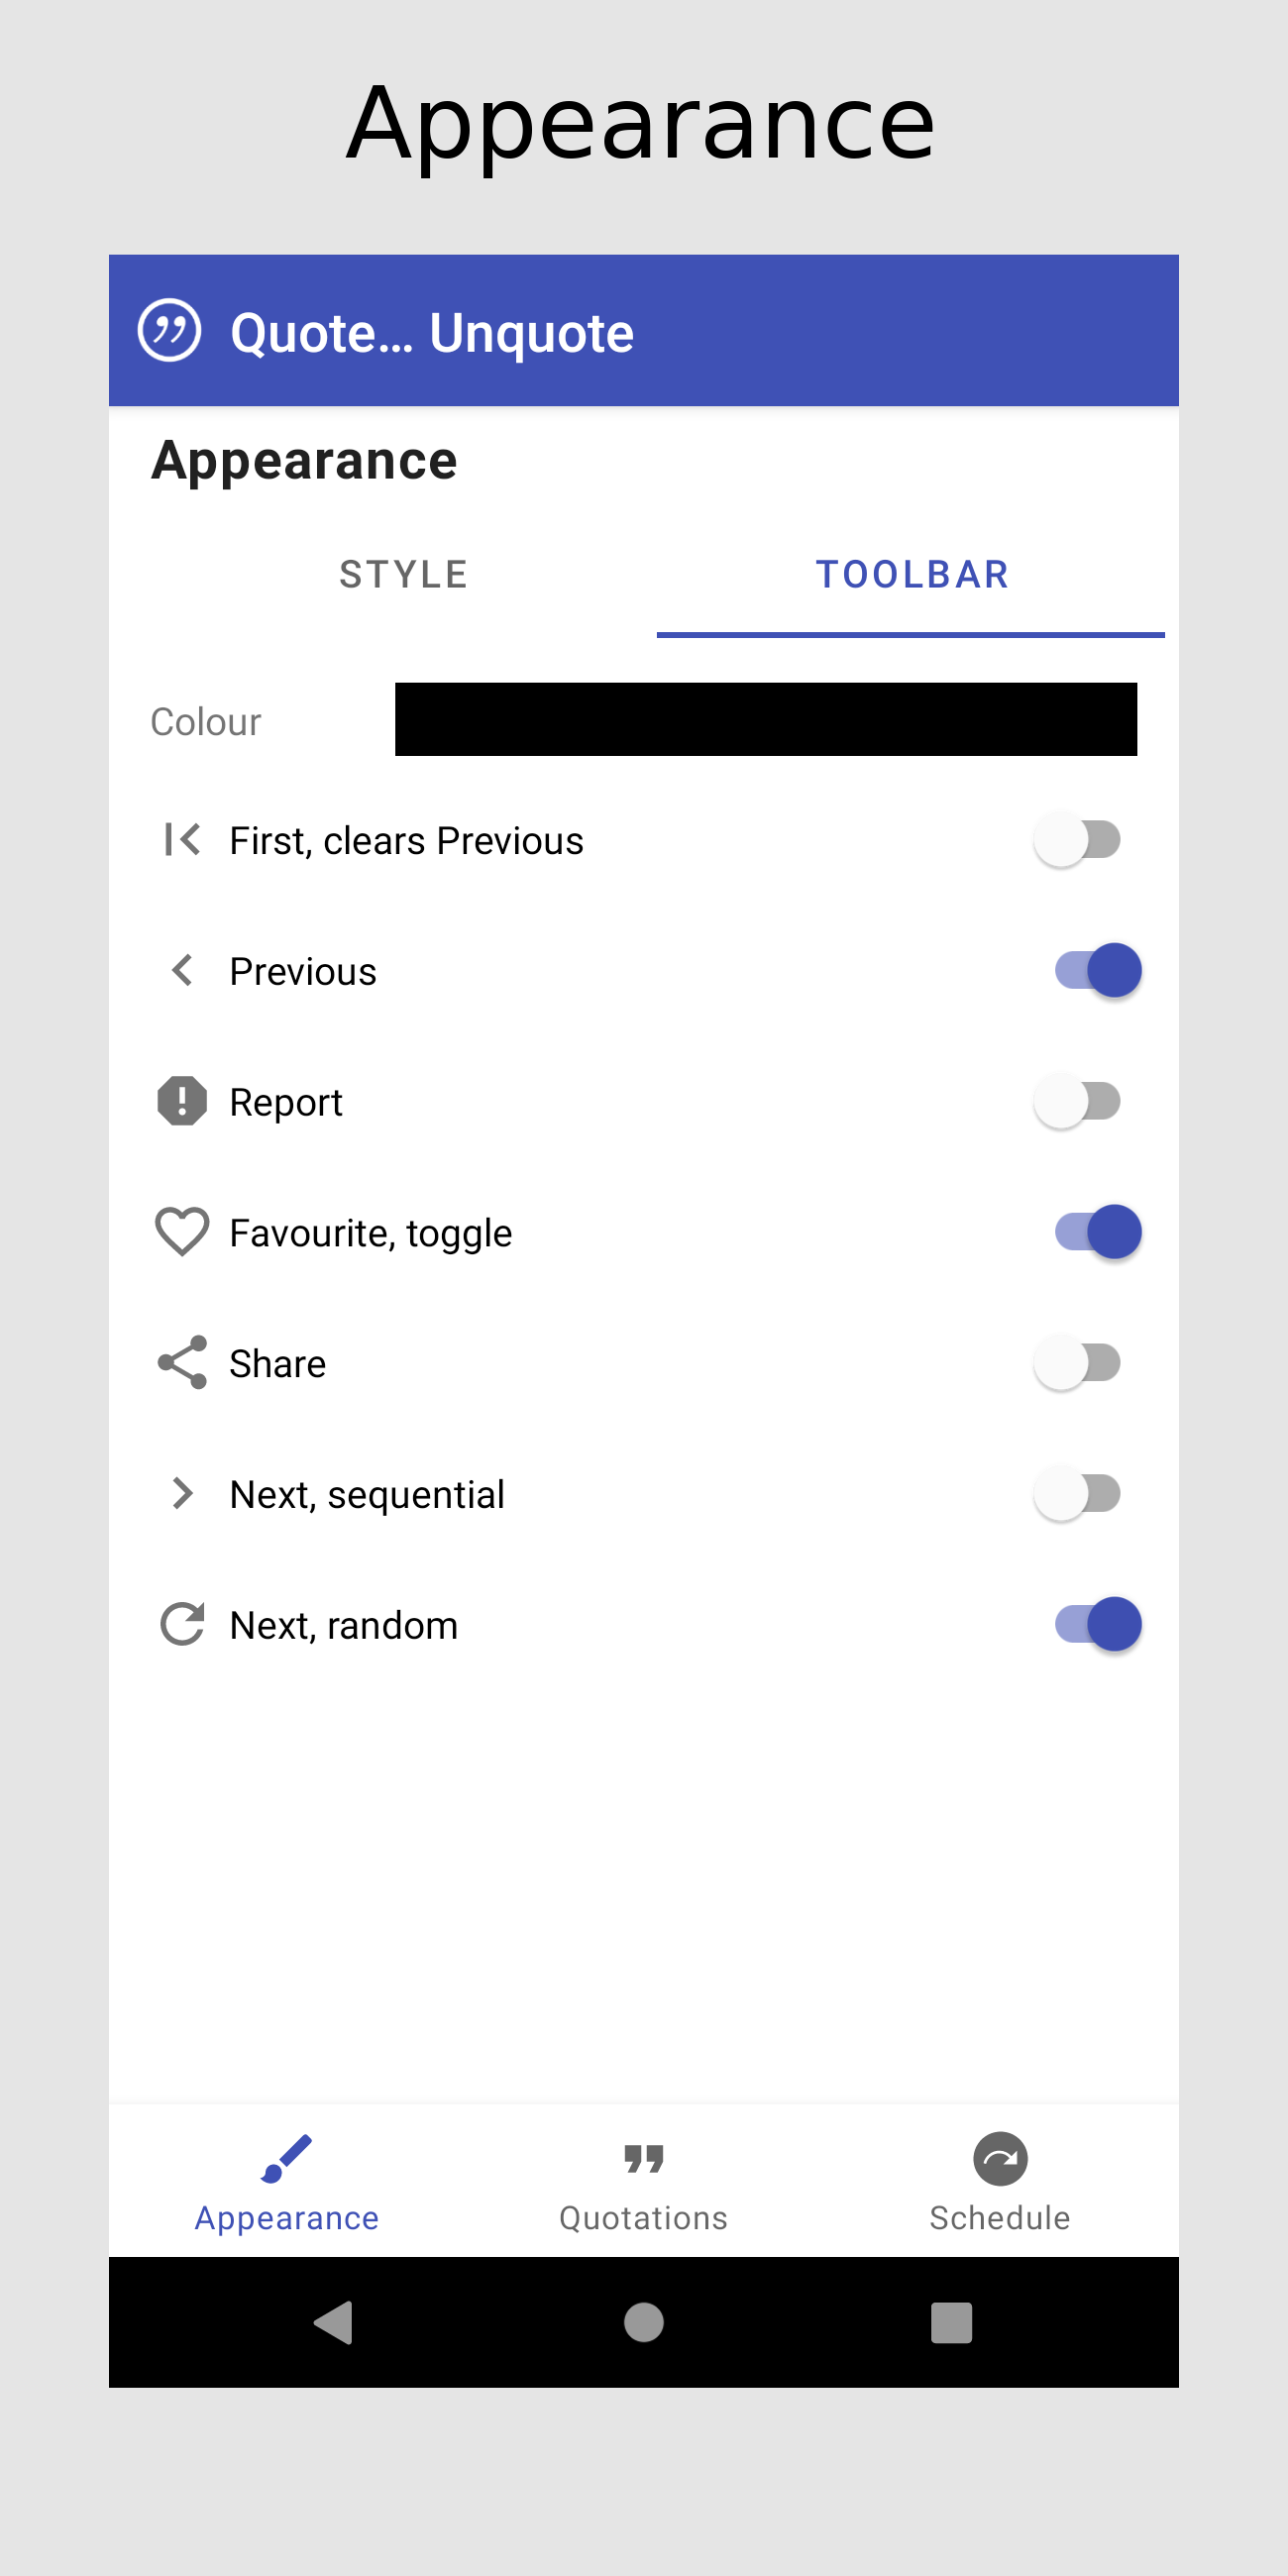 Appearance
Quote… Unquote
Appearance
STYLE TOOLBAR
Colour
First, clears Previous
Previous
Report
Favourite, toggle
Share
Next, sequential
Next, random
Appearance Quotations Schedule